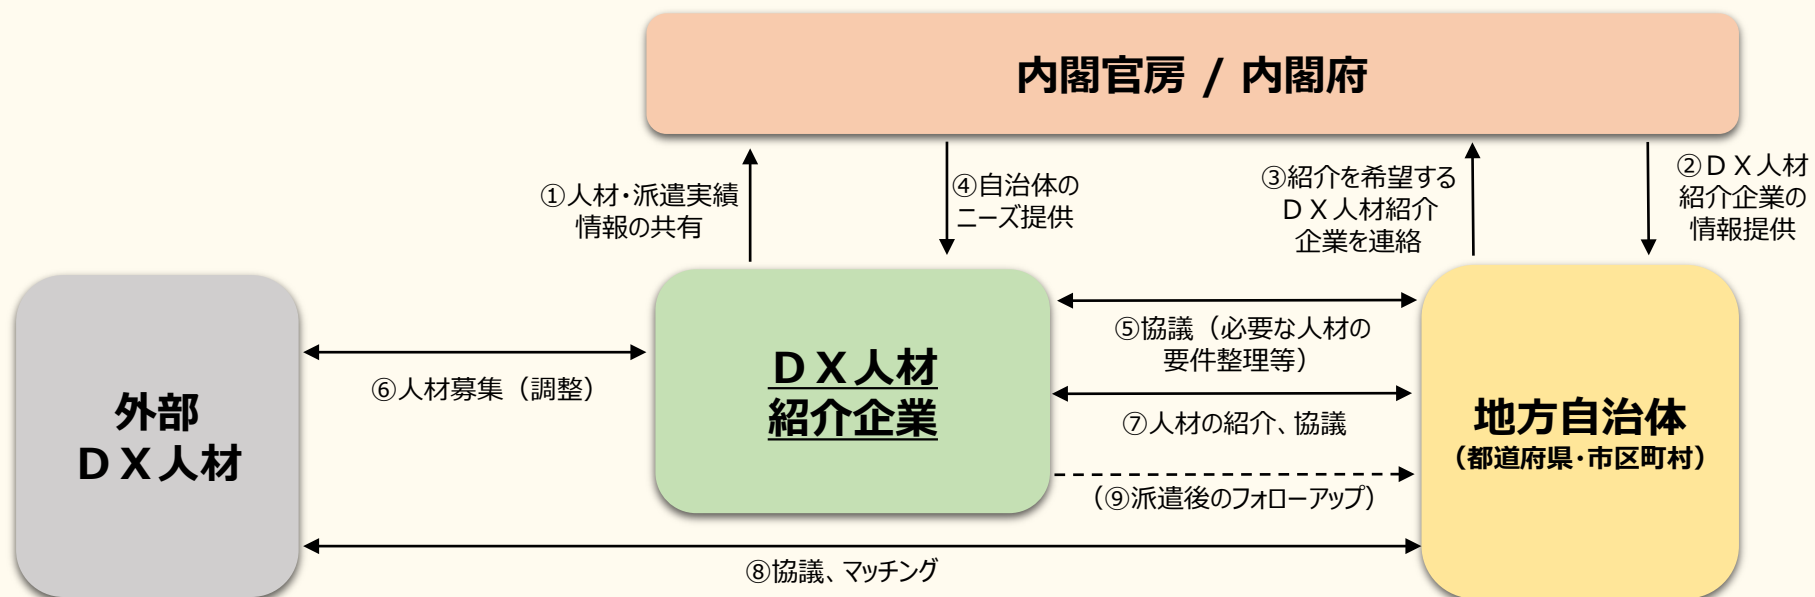 内閣官房 / 内閣府
①人材・派遣実績
情報の共有
④自治体の
ニーズ提供
③紹介を希望する
ＤＸ人材紹介
企業を連絡
②ＤＸ人材
紹介企業の
情報提供
外部
ＤＸ人材
⑥人材募集（調整）
ＤＸ人材
紹介企業
⑤協議（必要な人材の
要件整理等）
⑦人材の紹介、協議
（⑨派遣後のフォローアップ）
地方自治体
（都道府県・市区町村）
⑧協議、マッチング